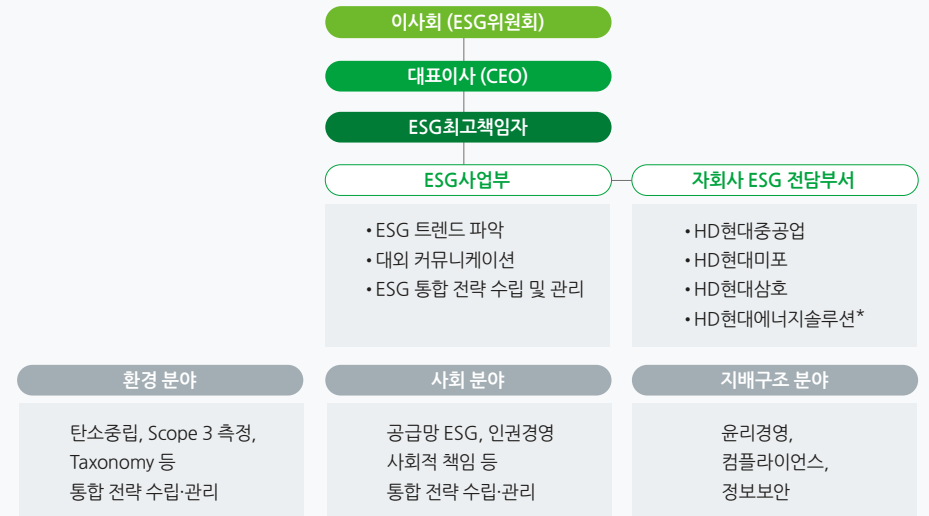 이사회 (ESG위원회)
대표이사 (CEO)
ESG최고책임자
ESG사업부
자회사 ESG 전담부서
•ESG 트렌드 파악
•대외 커뮤니케이션
•ESG 통합 전략 수립 및 관리
•HD현대중공업
•HD현대미포
•HD현대삼호
•HD현대에너지솔루션*
환경 분야
사회 분야
지배구조 분야
탄소중립, Scope 3 측정,
Taxonomy 등
통합 전략 수립·관리
공급망 ESG, 인권경영
사회적 책임 등
통합 전략 수립·관리
윤리경영,
컴플라이언스,
정보보안